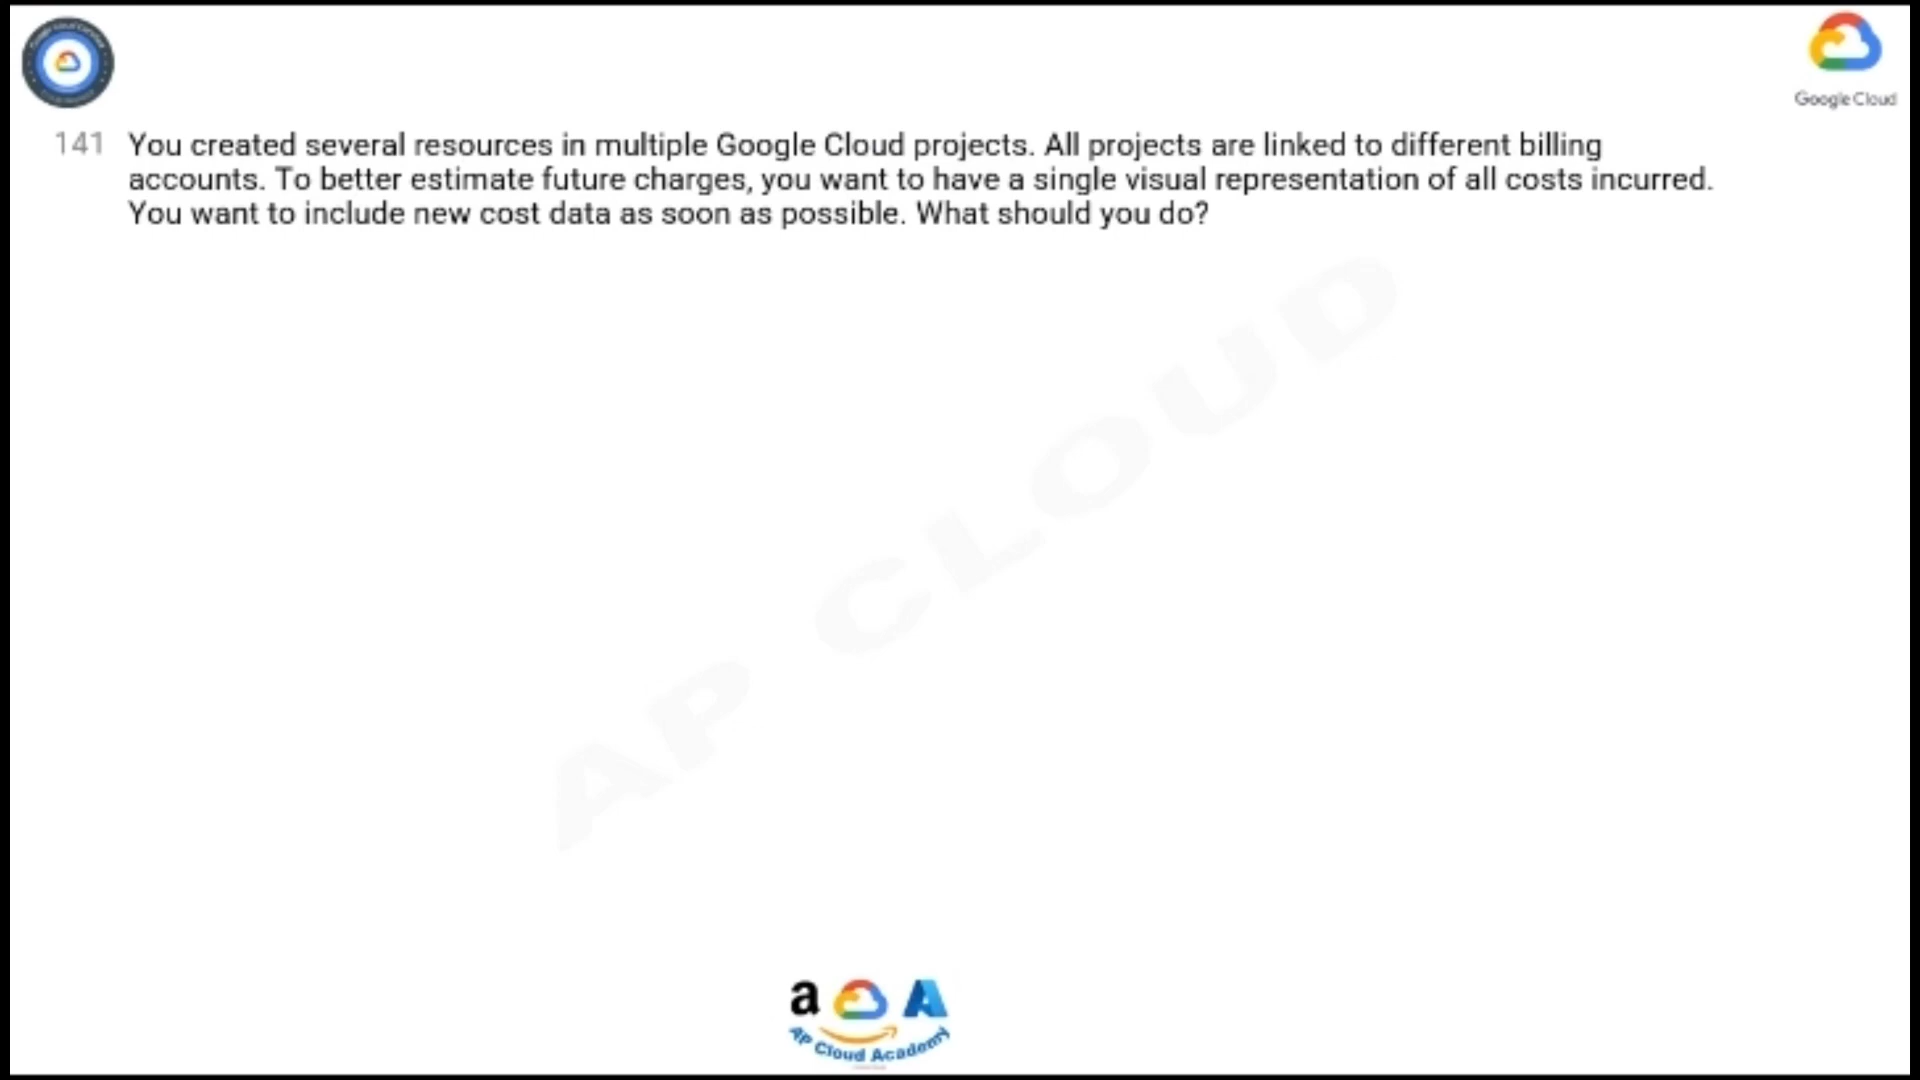 Google Cloud
141 You created several resources in multiple Google Cloud projects. All projects are linked to different billing
accounts. To better estimate future charges, you want to have a single visual representation of all costs incurred.
You want to include new cost data as soon as possible. What should you do?
AP CLOUD
a
AP Cloud Academy